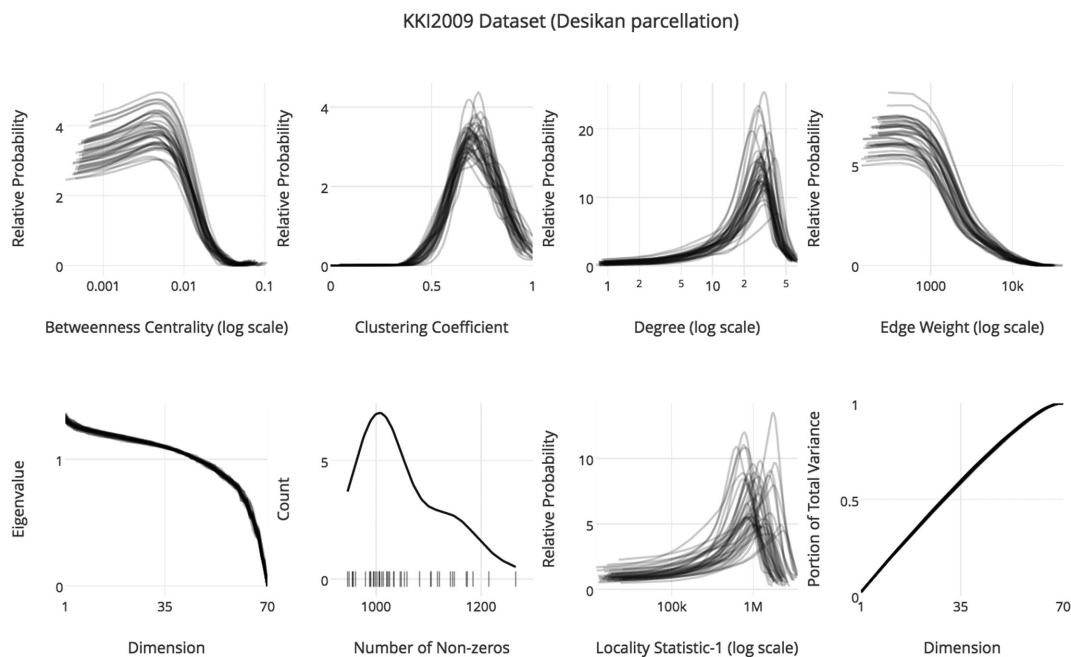 KKI2009 Dataset (Desikan parcellation)
Relative Probability
4
2
0
0.001 0.01 0.1
Betweenness Centrality (log scale)
Relative Probability
4
2
0
0 0.5 1
Clustering Coefficient
Relative Probability
20
10
0
1 2 5 10 2 5
Degree (log scale)
Relative Probability
5
0
1000 10k
Edge Weight (log scale)
Eigenvalue
1
0
1 35 70
Dimension
Count
5
0
1000 1200
Number of Non-zeros
Relative Probability
10
5
0
100k 1M
Locality Statistic-1 (log scale)
Portion of Total Variance
1
0.5
0
1 35 70
Dimension